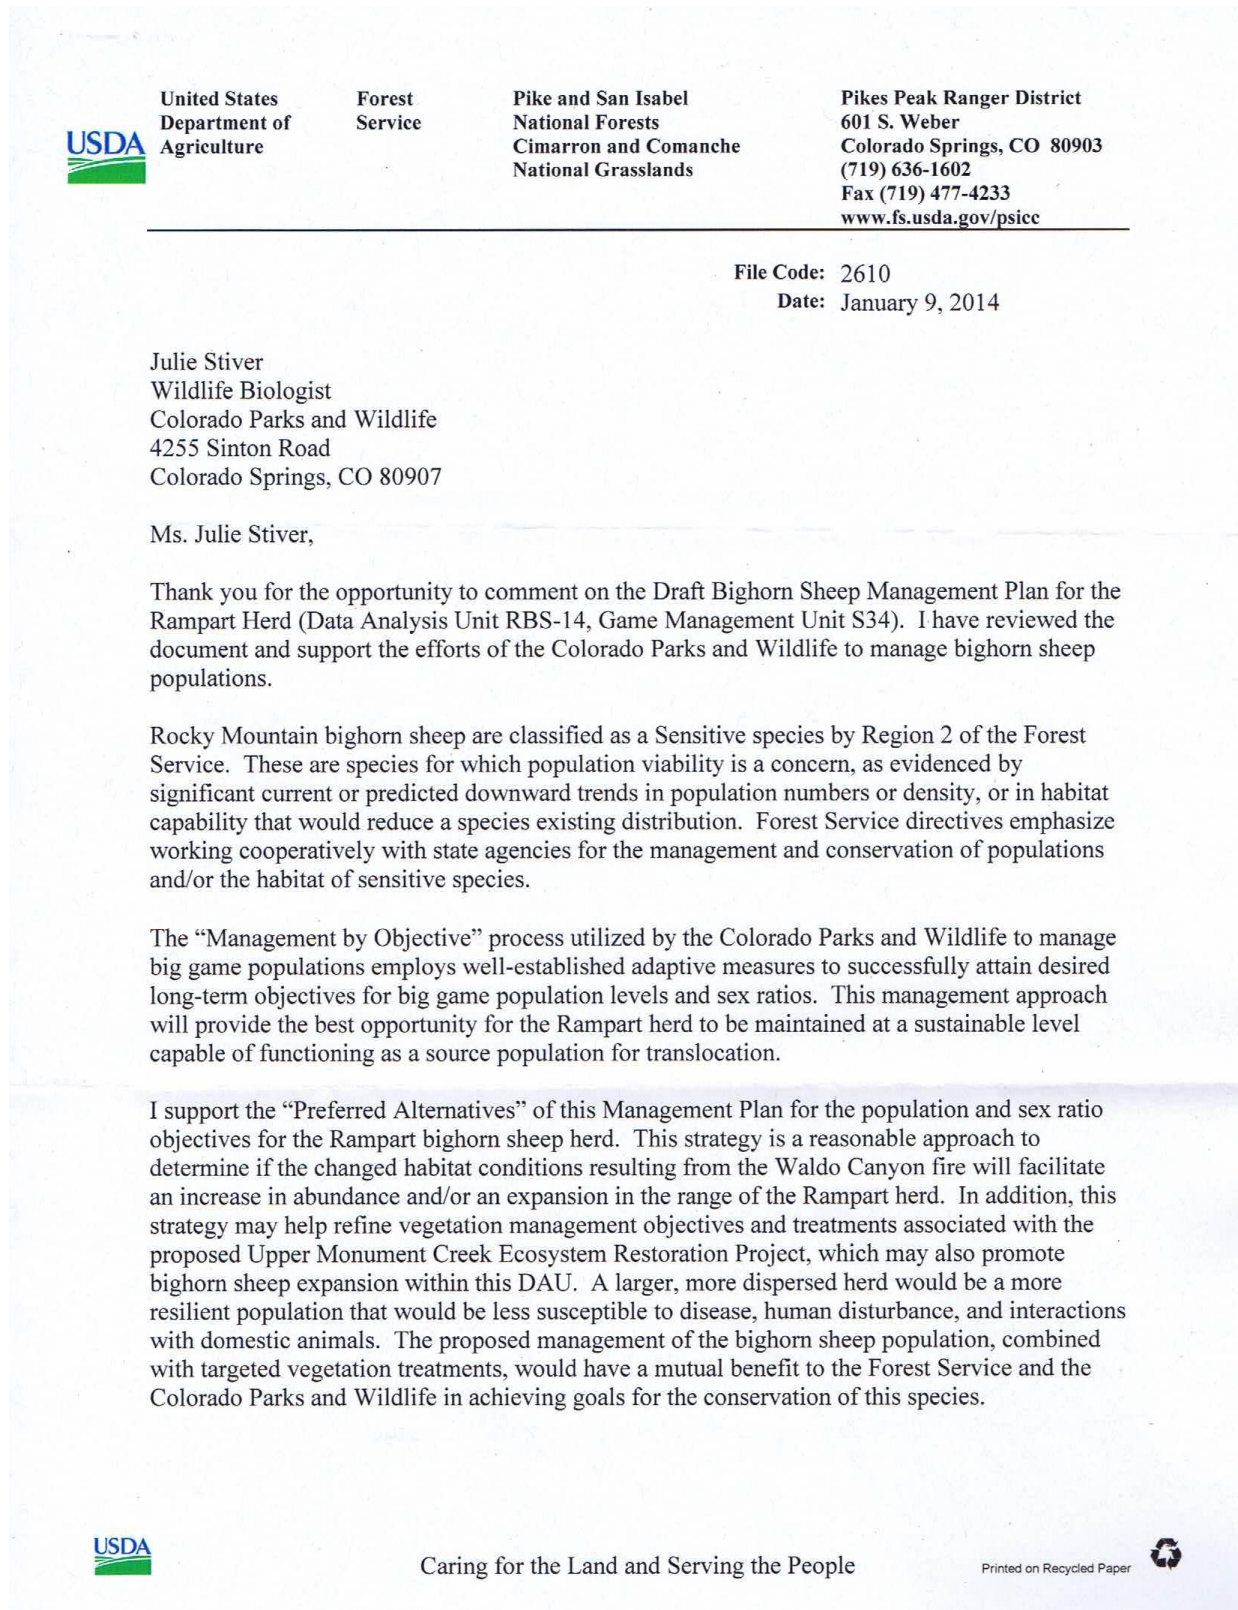 United States
Department of
Agriculture
Forest
Service
Pike and San Isabel
National Forests
Cimarron and Comanche
National Grasslands
Pikes Peak Ranger District
601 S. Weber
Colorado Springs, CO 80903
(719) 636-1602
Fax (719) 477-4233
www.fs.usda.gov/psicc
USDA
File Code: 2610
Date: January 9, 2014
Julie Stiver
Wildlife Biologist
Colorado Parks and Wildlife
4255 Sinton Road
Colorado Springs, CO 80907
Ms. Julie Stiver,
Thank you for the opportunity to comment on the Draft Bighorn Sheep Management Plan for the
Rampart Herd (Data Analysis Unit RBS-14, Game Management Unit S34). I have reviewed the
document and support the efforts of the Colorado Parks and Wildlife to manage bighorn sheep
populations.
Rocky Mountain bighorn sheep are classified as a Sensitive species by Region 2 of the Forest
Service. These are species for which population viability is a concern, as evidenced by
significant current or predicted downward trends in population numbers or density, or in habitat
capability that would reduce a species existing distribution. Forest Service directives emphasize
working cooperatively with state agencies for the management and conservation of populations
and/or the habitat of sensitive species.
The “Management by Objective” process utilized by the Colorado Parks and Wildlife to manage
big game populations employs well-established adaptive measures to successfully attain desired
long-term objectives for big game population levels and sex ratios. This management approach
will provide the best opportunity for the Rampart herd to be maintained at a sustainable level
capable of functioning as a source population for translocation.
I support the “Preferred Alternatives” of this Management Plan for the population and sex ratio
objectives for the Rampart bighorn sheep herd. This strategy is a reasonable approach to
determine if the changed habitat conditions resulting from the Waldo Canyon fire will facilitate
an increase in abundance and/or an expansion in the range of the Rampart herd. In addition, this
strategy may help refine vegetation management objectives and treatments associated with the
proposed Upper Monument Creek Ecosystem Restoration Project, which may also promote
bighorn sheep expansion within this DAU. A larger, more dispersed herd would be a more
resilient population that would be less susceptible to disease, human disturbance, and interactions
with domestic animals. The proposed management of the bighorn sheep population, combined
with targeted vegetation treatments, would have a mutual benefit to the Forest Service and the
Colorado Parks and Wildlife in achieving goals for the conservation of this species.
USDA
Caring for the Land and Serving the People
Printed on Recycled Paper